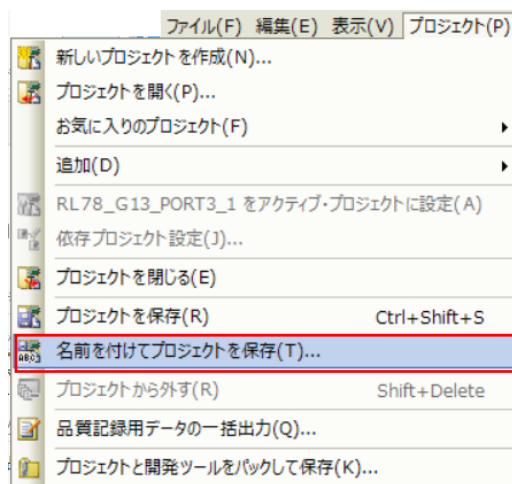 ファイル(F) 編集(E) 表示(V) プロジェクト(P)
新しいプロジェクトを作成(N)...
プロジェクトを開く(P)...
お気に入りのプロジェクト(F)
追加(D)
RL78_G13_PORT3_1 をアクティブ・プロジェクトに設定(A)
依存プロジェクト設定(J)...
プロジェクトを閉じる(E)
プロジェクトを保存(R) Ctrl+Shift+S
名前を付けてプロジェクトを保存(T)...
プロジェクトから外す(R) Shift+Delete
品質記録用データの一括出力(Q)...
プロジェクトと開発ツールをパックして保存(K)...